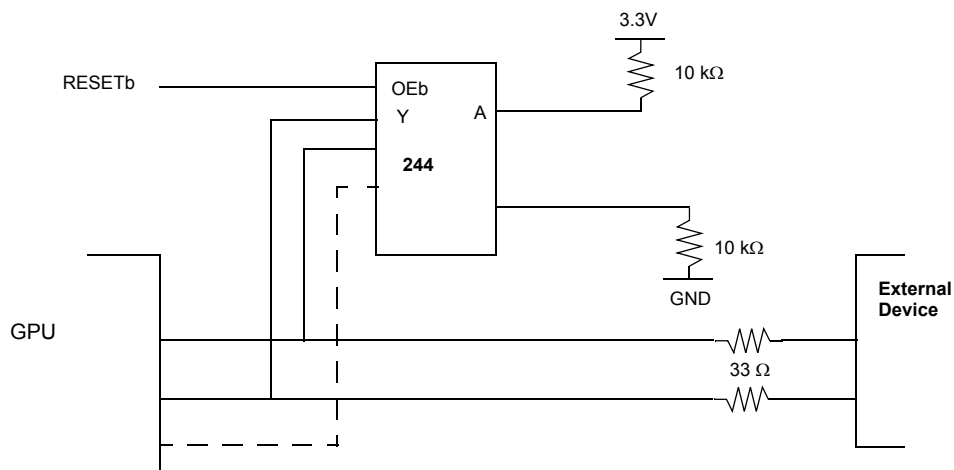 3.3V
10 kΩ
RESETb
OEb
Y
A
244
10 kΩ
GND
External
Device
GPU
33 Ω